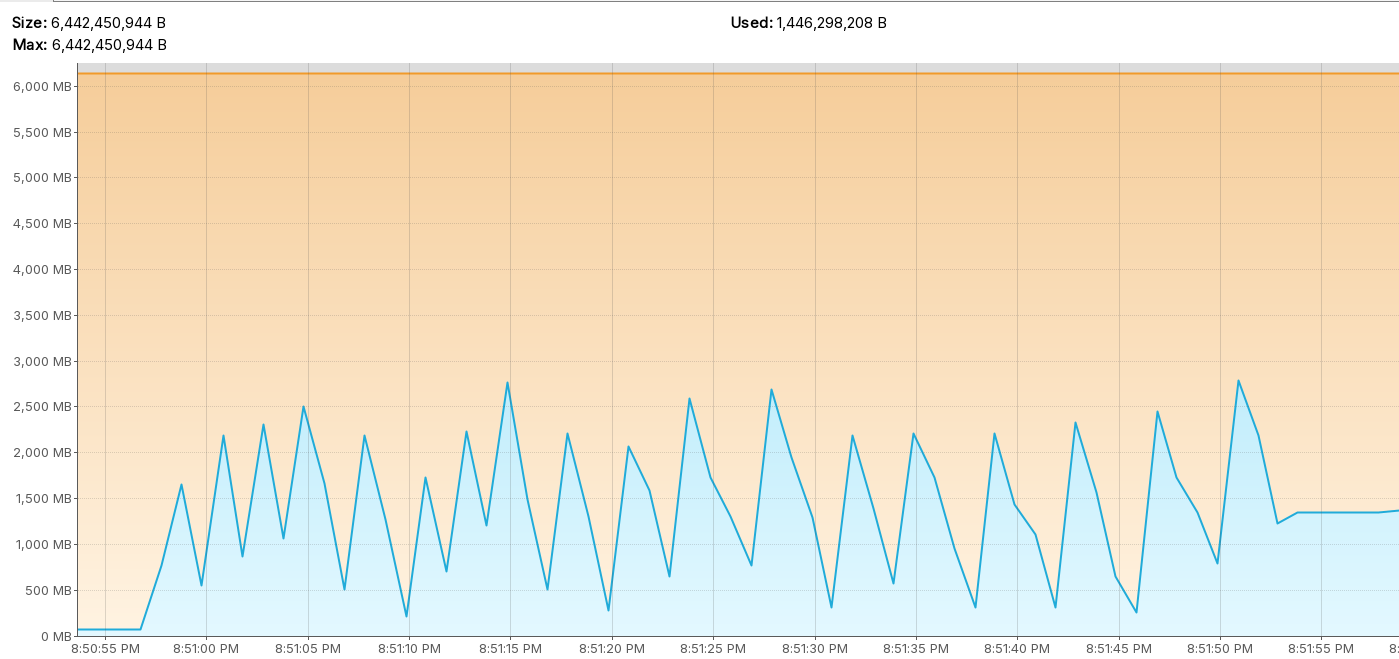 Size: 6,442,450,944 B
Used: 1,446,298,208 B
Max: 6,442,450,944 B
6,000 MB
5,500 MB
5,000 MB
4,500 MB
4,000 MB
3,500 MB
3,000 MB
2,500 MB
2,000 MB
1,500 MB
1,000 MB
500 MB
0 MB
8:50:55 PM 8:51:00 PM 8:51:05 PM 8:51:10 PM 8:51:15 PM 8:51:20 PM 8:51:25 PM 8:51:30 PM 8:51:35 PM 8:51:40 PM 8:51:45 PM 8:51:50 PM 8:51:55 PM